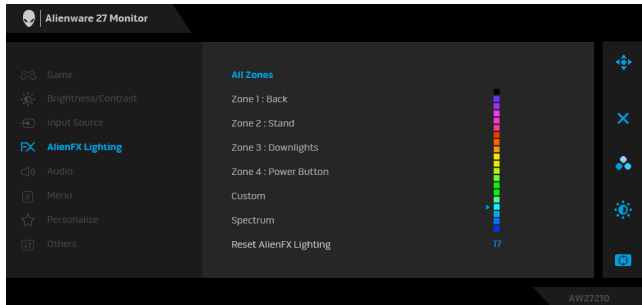 Alienware 27 Monitor
Game
Brightness/Contrast
Input Source
AlienFX Lighting
Audio
Menu
Personalize
Others
All Zones
Zone 1 : Back
Zone 2 : Stand
Zone 3 : Downlights
Zone 4 : Power Button
Custom
Spectrum
Reset AlienFX Lighting
17
FX
AW2721D